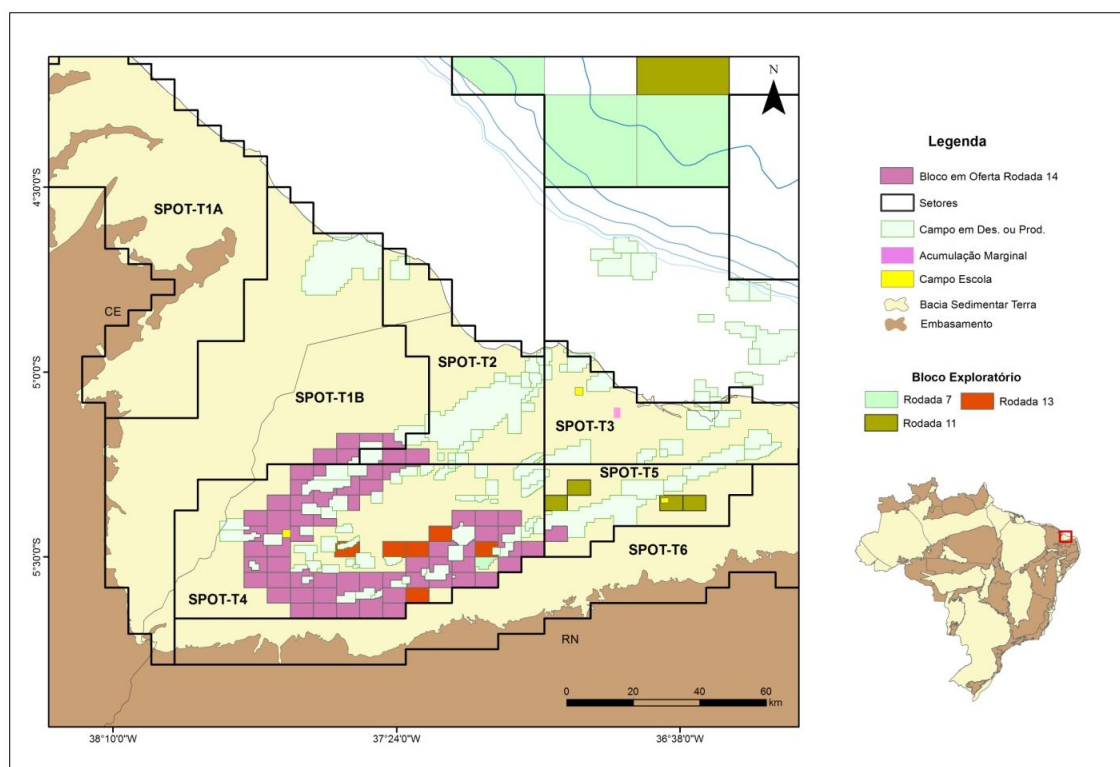 N
4°30'0"S
5°0'0"S
5°30'0"S
SPOT-T1A
CE
SPOT-T2
SPOT-T1B
SPOT-T3
SPOT-T5
SPOT-T6
SPOT-T4
RN
0 20 40 60
km
38°10'0"W 37°24'0"W 36°38'0"W
Legenda
Bloco em Oferta Rodada 14
Setores
Campo em Des. ou Prod.
Acumulação Marginal
Campo Escola
Bacia Sedimentar Terra
Embasamento
Bloco Exploratório
Rodada 7 Rodada 13
Rodada 11